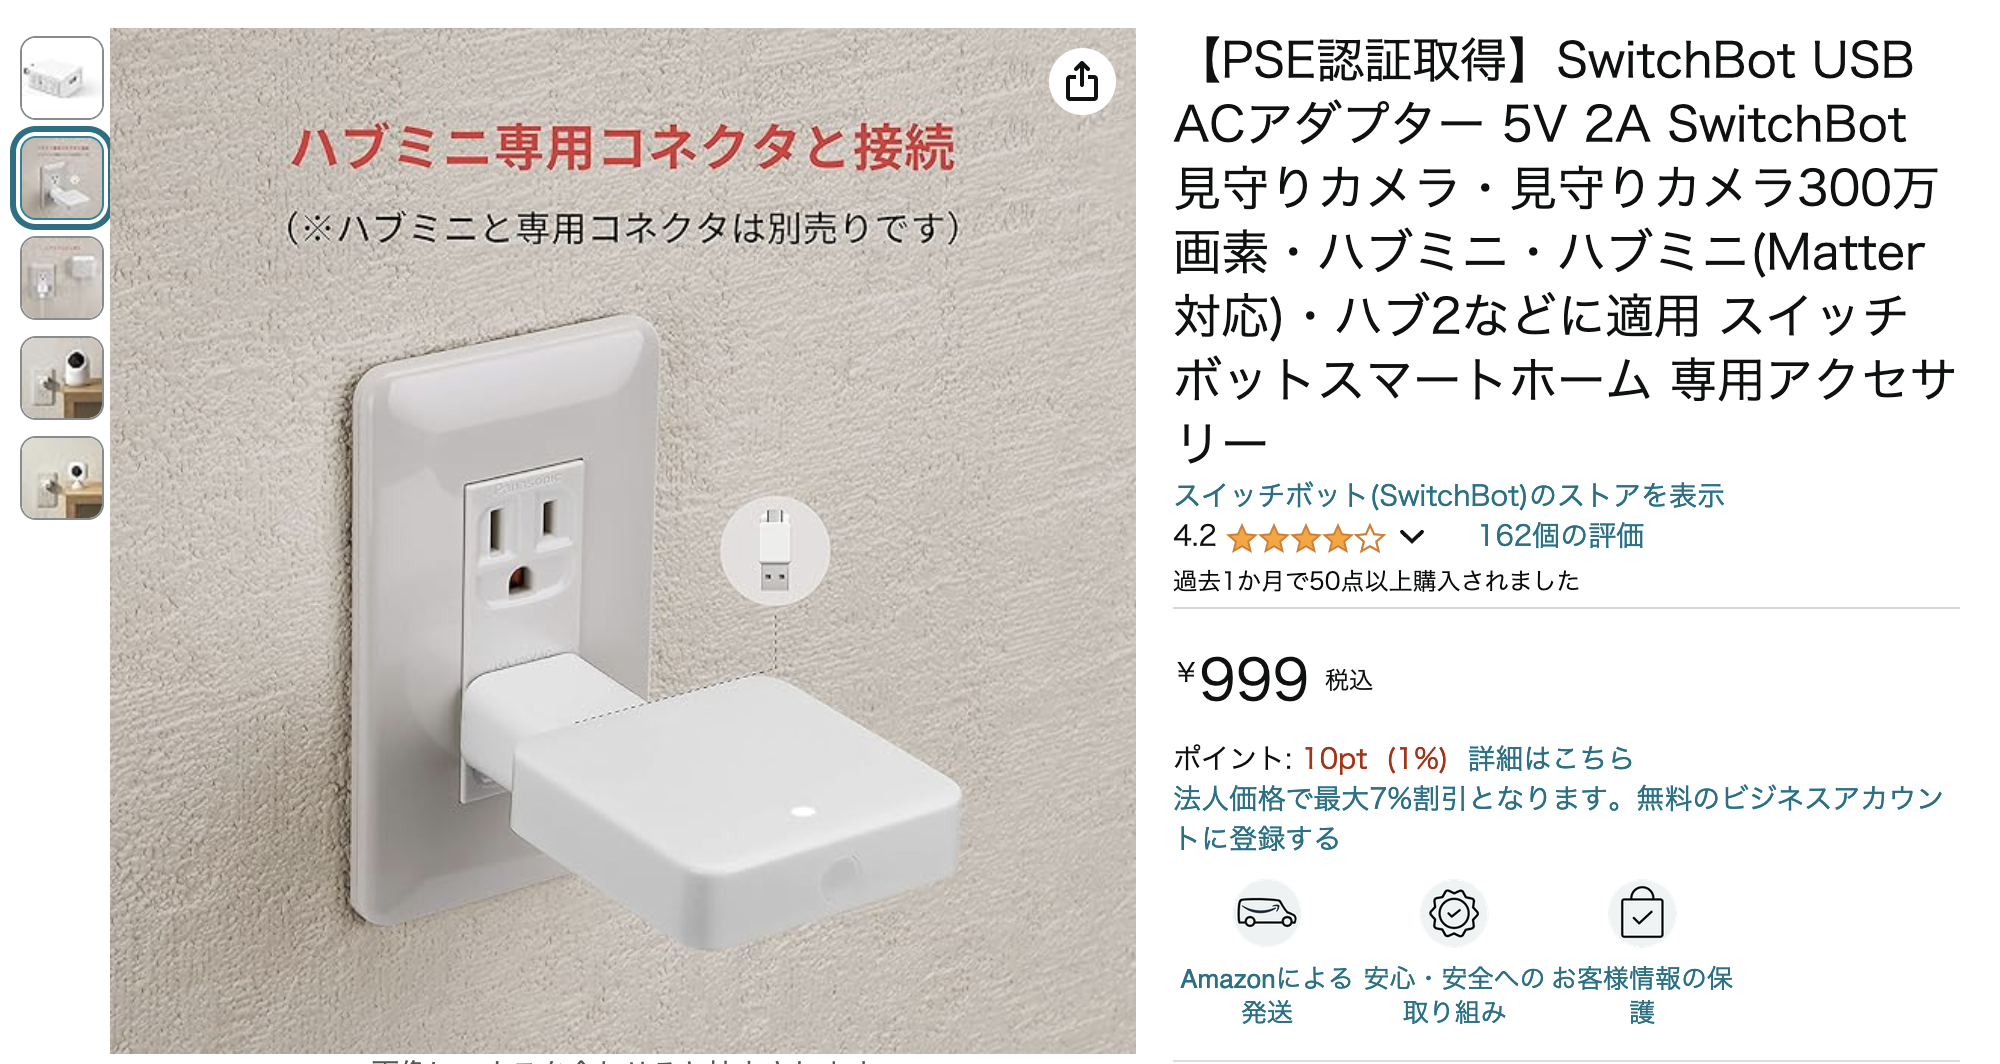 ハブミニ専用コネクタと接続
（※ハブミニと専用コネクタは別売りです）
Panasonic
【PSE認証取得】SwitchBot USB
ACアダプター 5V 2A SwitchBot
見守りカメラ・見守りカメラ300万
画素・ハブミニ・ハブミニ(Matter
対応)・ハブ2などに適用 スイッチ
ボットスマートホーム 専用アクセサ
リー
スイッチボット(SwitchBot)のストアを表示
4.2 162個の評価
過去1か月で50点以上購入されました
¥999 税込
ポイント: 10pt (1%) 詳細はこちら
法人価格で最大7%割引となります。無料のビジネスアカウン
トに登録する
Amazonによる
発送
安心・安全への
取り組み
お客様情報の保
護